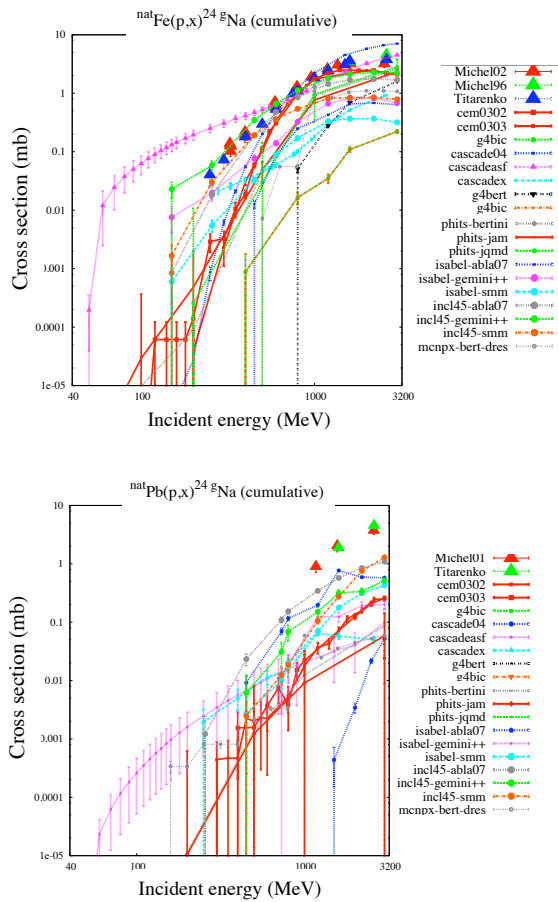 natFe(p,x)24 gNa (cumulative)
Cross section (mb)
10
1
0.1
0.01
0.001
0.0001
1e-05
40
100
1000
3200
Incident energy (MeV)
Michel02
Michel96
Titarenko
cem0302
cem0303
g4bic
cascade04
cascadeasf
cascadex
g4bert
g4bic
phits-bertini
phits-jam
phits-jqmd
isabel-abla07
isabel-gemini++
isabel-smm
incl45-abla07
incl45-gemini++
incl45-smm
mcnpx-bert-dres
natPb(p,x)24 gNa (cumulative)
Cross section (mb)
10
1
0.1
0.01
0.001
0.0001
1e-05
40
100
1000
3200
Incident energy (MeV)
Michel01
Titarenko
cem0302
cem0303
g4bic
cascade04
cascadeasf
cascadex
g4bert
g4bic
phits-bertini
phits-jam
phits-jqmd
isabel-abla07
isabel-gemini++
isabel-smm
incl45-abla07
incl45-gemini++
incl45-smm
mcnpx-bert-dres